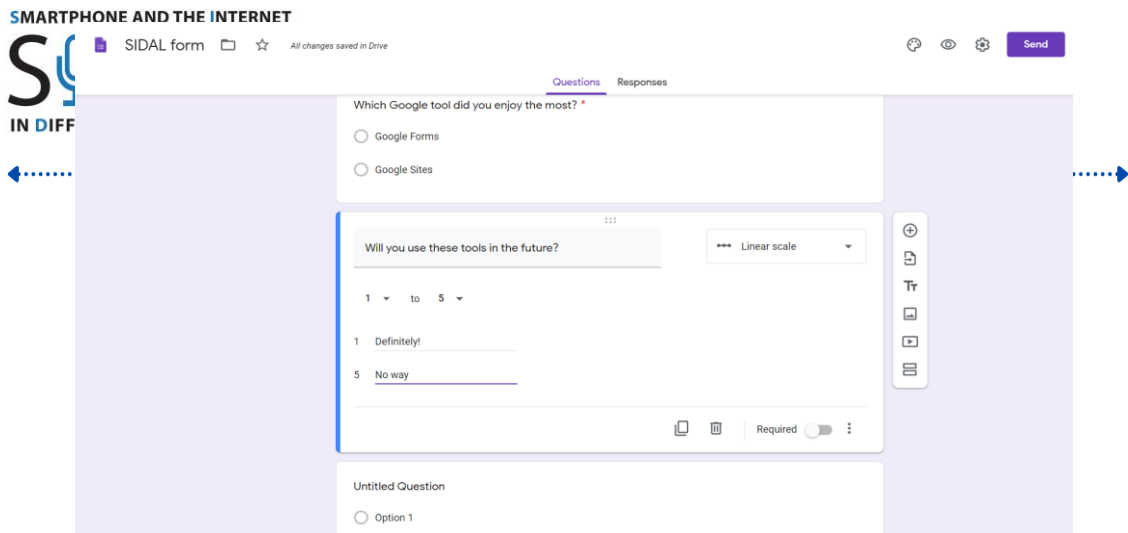 SMARTPHONE AND THE INTERNET
SIDAL form
All changes saved in Drive
Send
IN DIFF
Questions Responses
Which Google tool did you enjoy the most? *
Google Forms
Google Sites
Will you use these tools in the future?
Linear scale
1 to 5
1 Definitely!
5 No way
Required
Untitled Question
Option 1